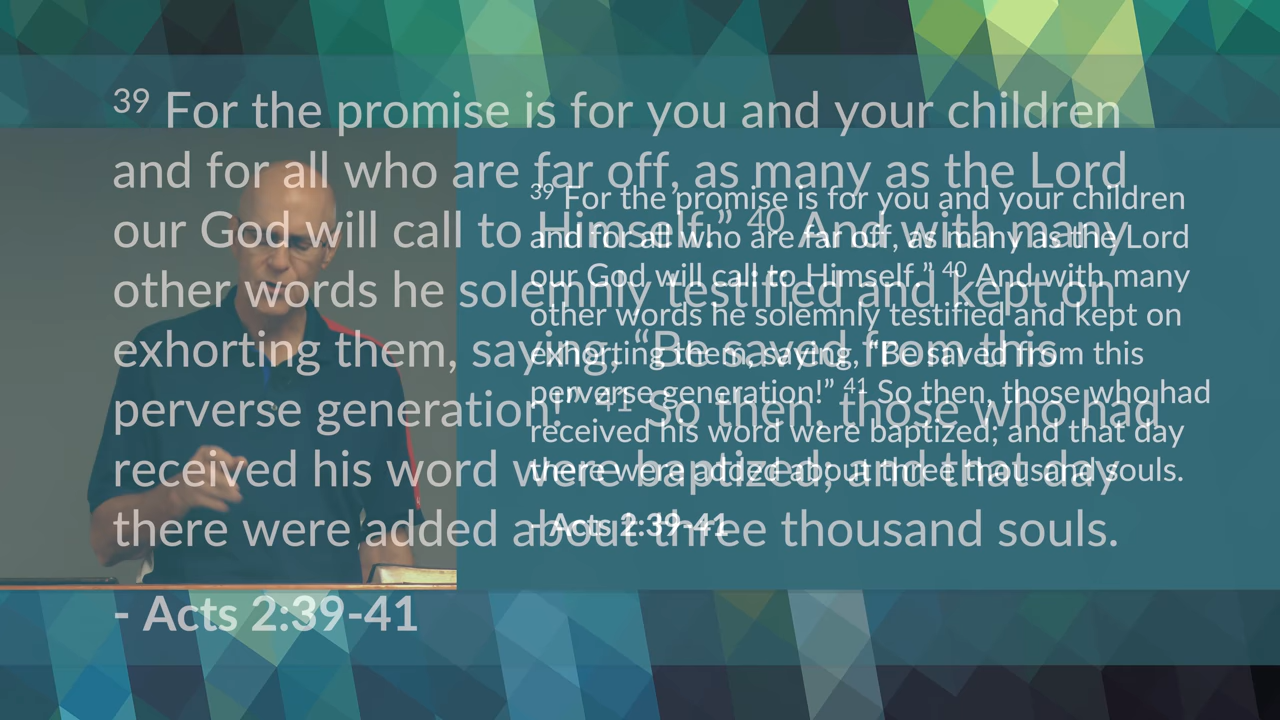 39 For the promise is for you and your children
and for all who are far off, as many as the Lord
our God will call to Himself.” 40 And with many
other words he solemnly testified and kept on
exhorting them, saying, “Be saved from this
perverse generation!” 41 So then, those who had
received his word were baptized; and that day
there were added about three thousand souls.
- Acts 2:39-41
39 For the promise is for you and your children
and for all who are far off, as many as the Lord
our God will call to Himself.” 40 And with many
other words he solemnly testified and kept on
exhorting them, saying, “Be saved from this
perverse generation!” 41 So then, those who had
received his word were baptized; and that day
there were added about three thousand souls.
- Acts 2:39-41